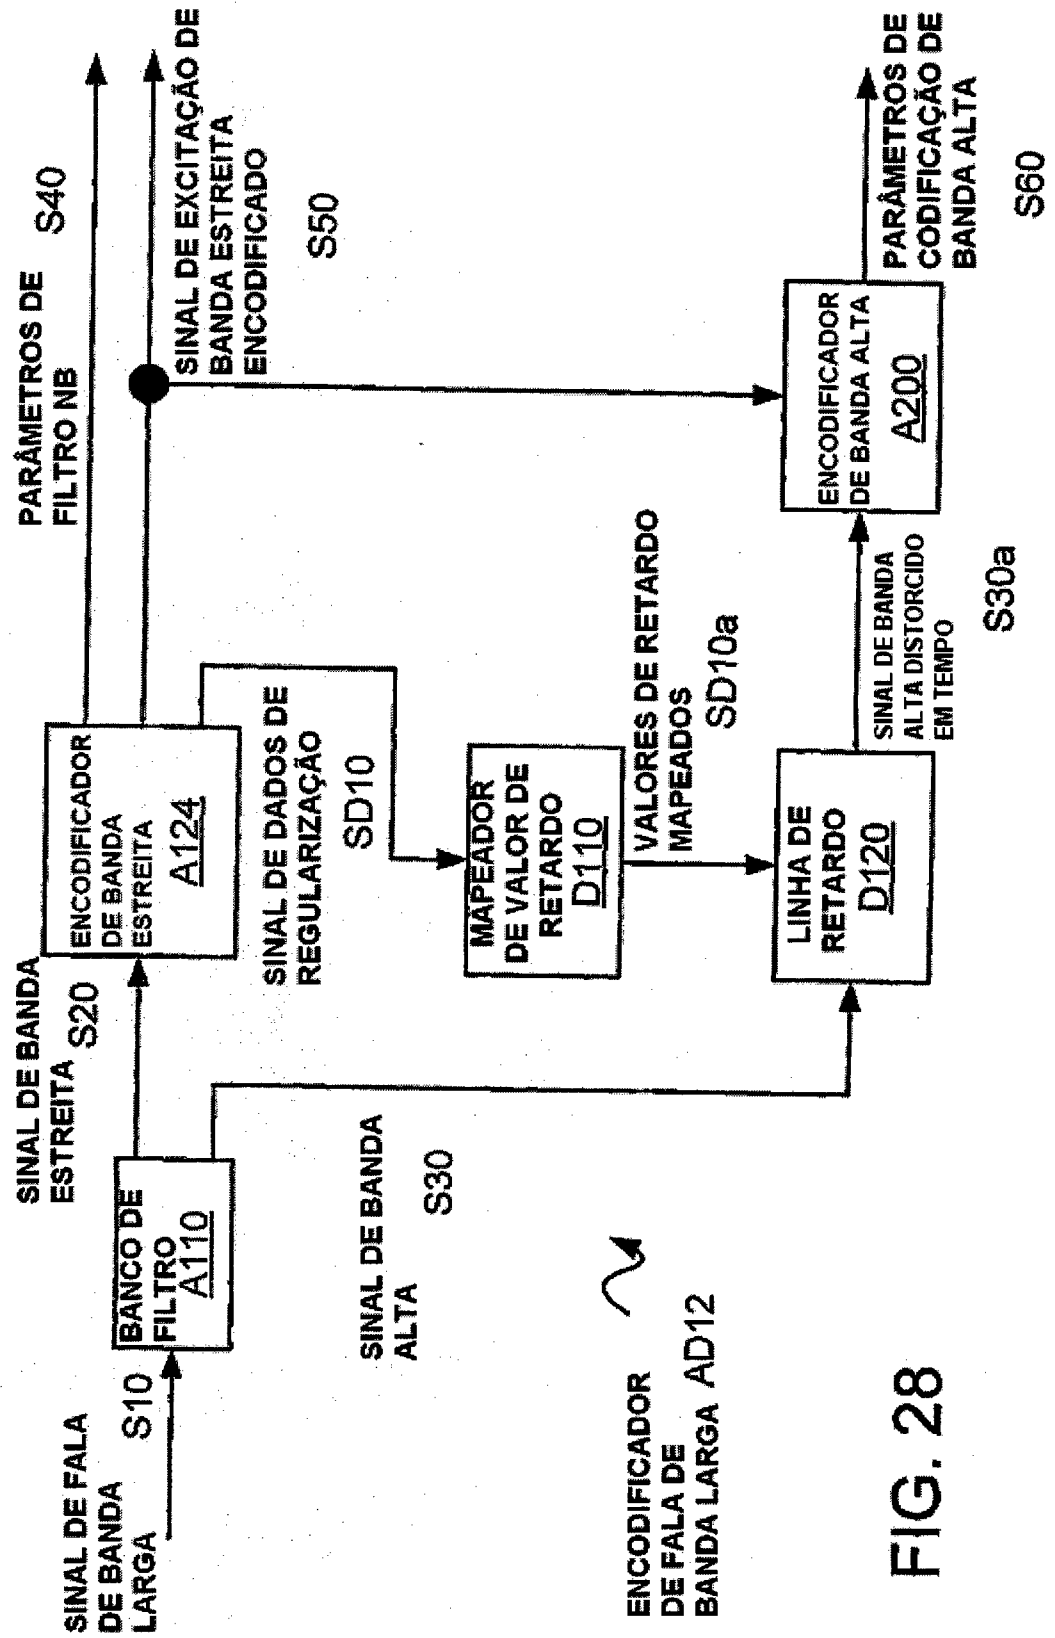 SINAL DE FALA
DE BANDA
LARGA
S10
BANCO DE
FILTRO
A110
SINAL DE BANDA
ESTREITA
S20
ENCODIFICADOR
DE BANDA
ESTREITA
A124
PARÂMETROS DE
FILTRO NB
S40
SINAL DE EXCITAÇÃO DE
BANDA ESTREITA
ENCODIFICADO
S50
SINAL DE DADOS DE
REGULARIZAÇÃO
SD10
SINAL DE BANDA
ALTA
S30
MAPEADOR
DE VALOR DE
RETARDO
D110
VALORES DE RETARDO
MAPEADOS
SD10a
LINHA DE
RETARDO
D120
SINAL DE BANDA
ALTA DISTORCIDO
EM TEMPO
S30a
ENCODIFICADOR
DE BANDA ALTA
A200
PARÂMETROS DE
CODIFICAÇÃO DE
BANDA ALTA
S60
ENCODIFICADOR
DE FALA DE
BANDA LARGA AD12
FIG. 28